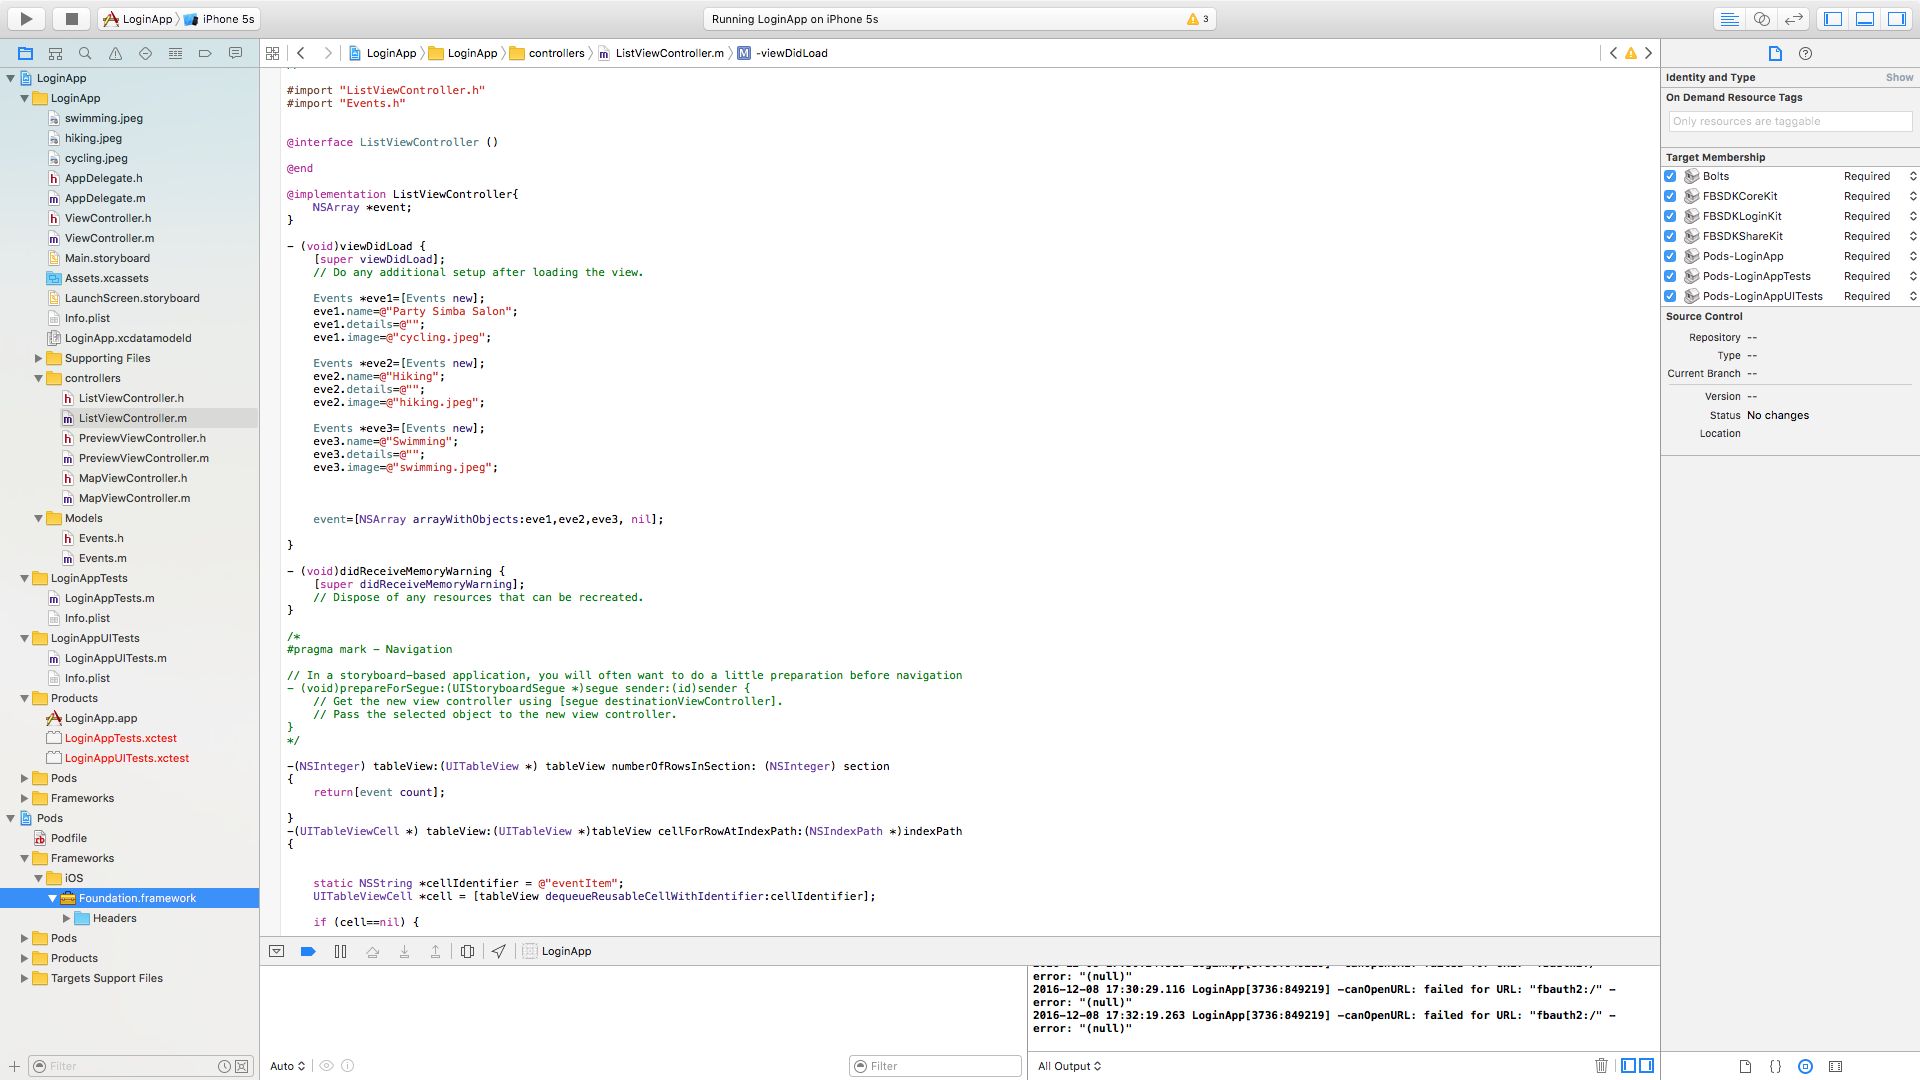 LoginApp iPhone 5s
Running LoginApp on iPhone 5s
3
LoginApp LoginApp controllers ListViewController.m M -viewDidLoad
LoginApp
LoginApp
swimming.jpeg
hiking.jpeg
cycling.jpeg
h AppDelegate.h
m AppDelegate.m
h ViewController.h
m ViewController.m
Main.storyboard
Assets.xcassets
LaunchScreen.storyboard
Info.plist
LoginApp.xcdatamodeld
Supporting Files
controllers
h ListViewController.h
m ListViewController.m
h PreviewViewController.h
m PreviewViewController.m
h MapViewController.h
m MapViewController.m
Models
h Events.h
m Events.m
LoginAppTests
m LoginAppTests.m
Info.plist
LoginAppUITests
m LoginAppUITests.m
Info.plist
Products
LoginApp.app
LoginAppTests.xctest
LoginAppUITests.xctest
Pods
Frameworks
Pods
rb Podfile
Frameworks
iOS
Foundation.framework
Headers
Pods
Products
Targets Support Files
Filter
#import "ListViewController.h"
#import "Events.h"
@interface ListViewController ()
@end
@implementation ListViewController{
NSArray *event;
}
- (void)viewDidLoad {
[super viewDidLoad];
// Do any additional setup after loading the view.
Events *eve1=[Events new];
eve1.name=@"Party Simba Salon";
eve1.details=@"";
eve1.image=@"cycling.jpeg";
Events *eve2=[Events new];
eve2.name=@"Hiking";
eve2.details=@"";
eve2.image=@"hiking.jpeg";
Events *eve3=[Events new];
eve3.name=@"Swimming";
eve3.details=@"";
eve3.image=@"swimming.jpeg";
event=[NSArray arrayWithObjects:eve1,eve2,eve3, nil];
}
- (void)didReceiveMemoryWarning {
[super didReceiveMemoryWarning];
// Dispose of any resources that can be recreated.
}
/*
#pragma mark - Navigation
// In a storyboard-based application, you will often want to do a little preparation before navigation
- (void)prepareForSegue:(UIStoryboardSegue *)segue sender:(id)sender {
// Get the new view controller using [segue destinationViewController].
// Pass the selected object to the new view controller.
}
*/
-(NSInteger) tableView:(UITableView *) tableView numberOfRowsInSection: (NSInteger) section
{
return[event count];
}
-(UITableViewCell *) tableView:(UITableView *)tableView cellForRowAtIndexPath:(NSIndexPath *)indexPath
{
static NSString *cellIdentifier = @"eventItem";
UITableViewCell *cell = [tableView dequeueReusableCellWithIdentifier:cellIdentifier];
if (cell==nil) {
LoginApp
error: "(null)"
2016-12-08 17:30:29.116 LoginApp[3736:849219] -canOpenURL: failed for URL: "fbauth2:/" -
error: "(null)"
2016-12-08 17:32:19.263 LoginApp[3736:849219] -canOpenURL: failed for URL: "fbauth2:/" -
error: "(null)"
Auto
Filter
All Output
Identity and Type Show
On Demand Resource Tags
Only resources are taggable
Target Membership
Bolts Required
FBSDKCoreKit Required
FBSDKLoginKit Required
FBSDKShareKit Required
Pods-LoginApp Required
Pods-LoginAppTests Required
Pods-LoginAppUITests Required
Source Control
Repository --
Type --
Current Branch --
Version --
Status No changes
Location
{}